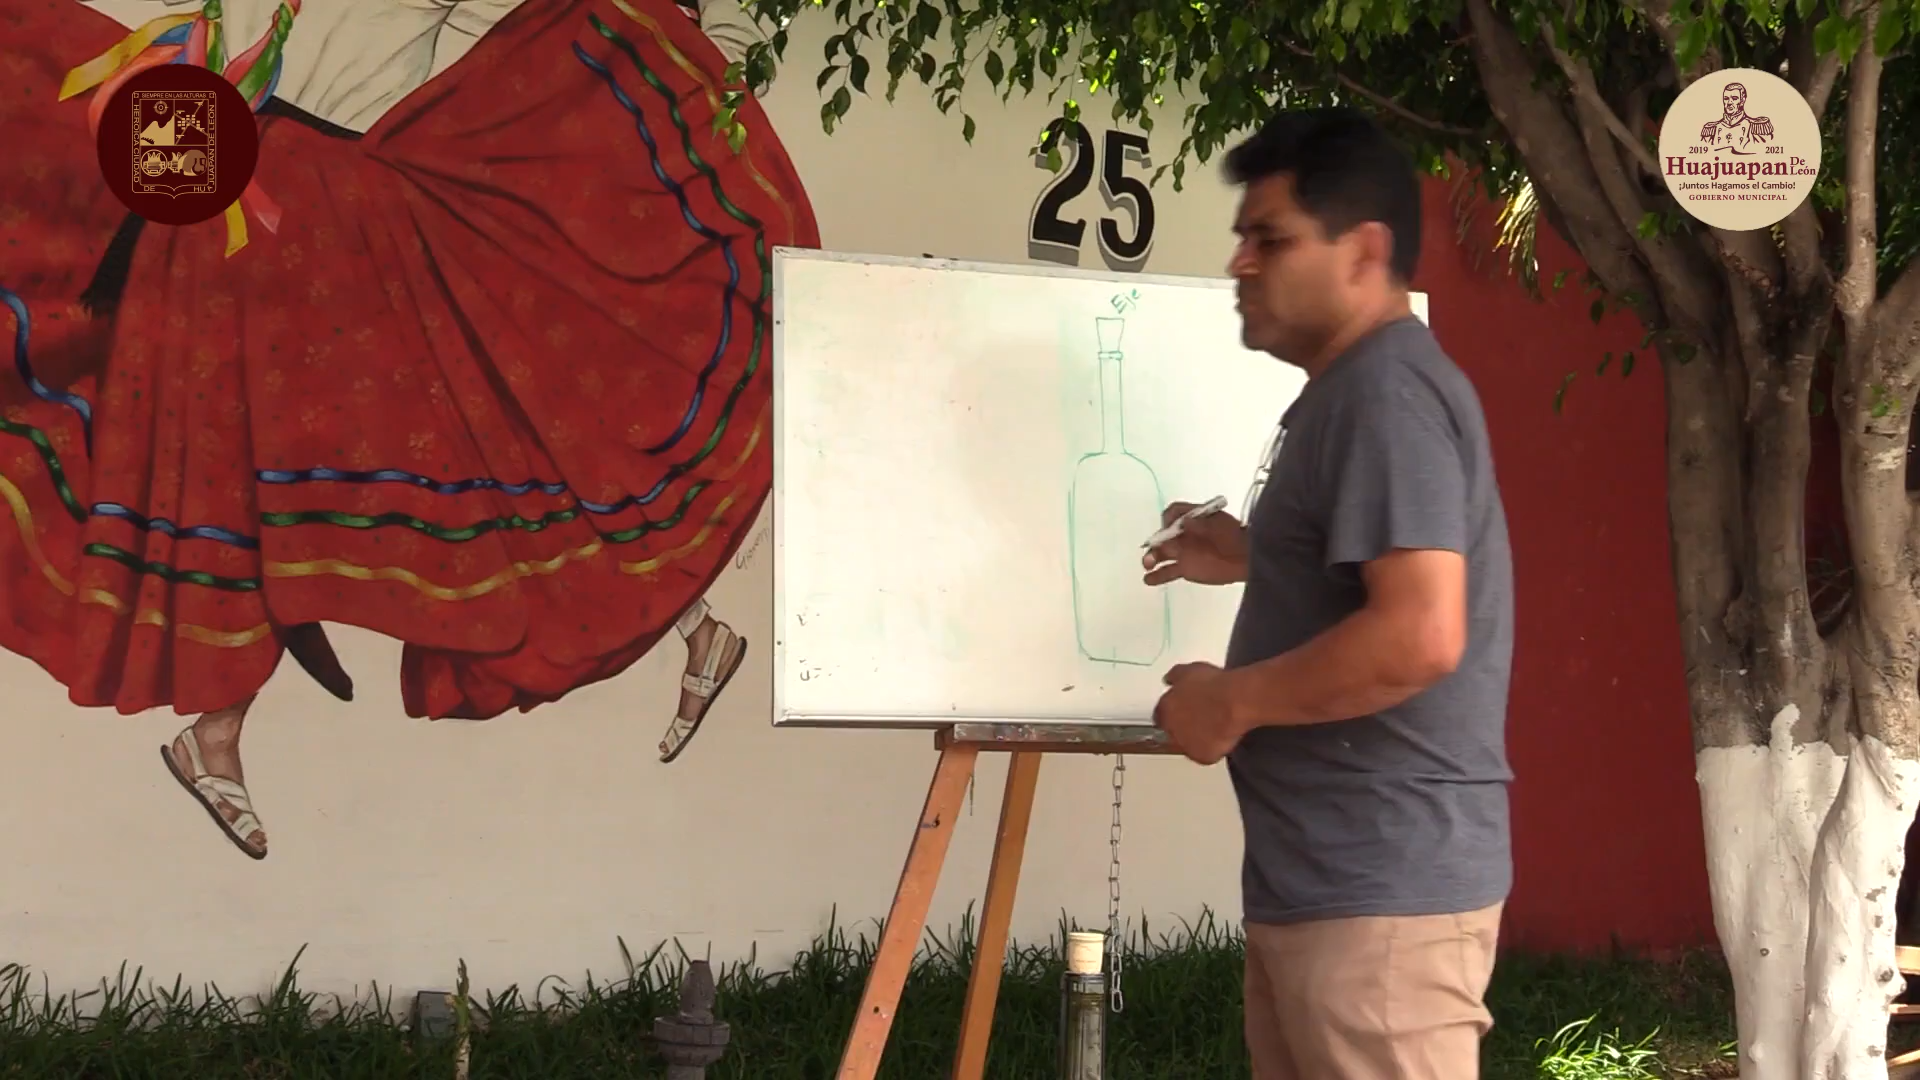 SIEMPRE EN LAS ALTURAS
HEROICA CIUDAD
DE HUAJUAPAN DE LEON
25
Eje
2019 2021
Huajuapan De León
¡Juntos Hagamos el Cambio!
GOBIERNO MUNICIPAL